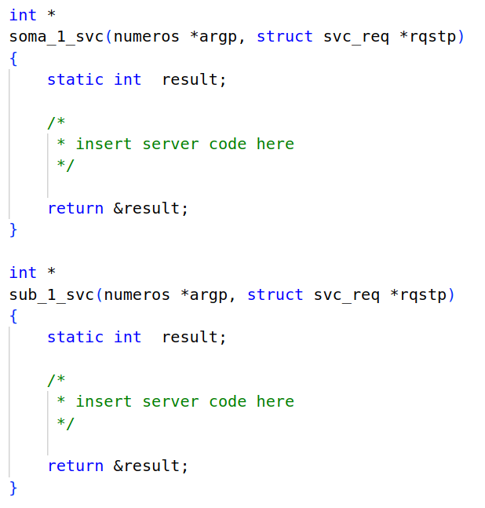 int *
soma_1_svc(numeros *argp, struct svc_req *rqstp)
{
    static int  result;

    /*
     * insert server code here
     */

    return &result;
}

int *
sub_1_svc(numeros *argp, struct svc_req *rqstp)
{
    static int  result;

    /*
     * insert server code here
     */

    return &result;
}